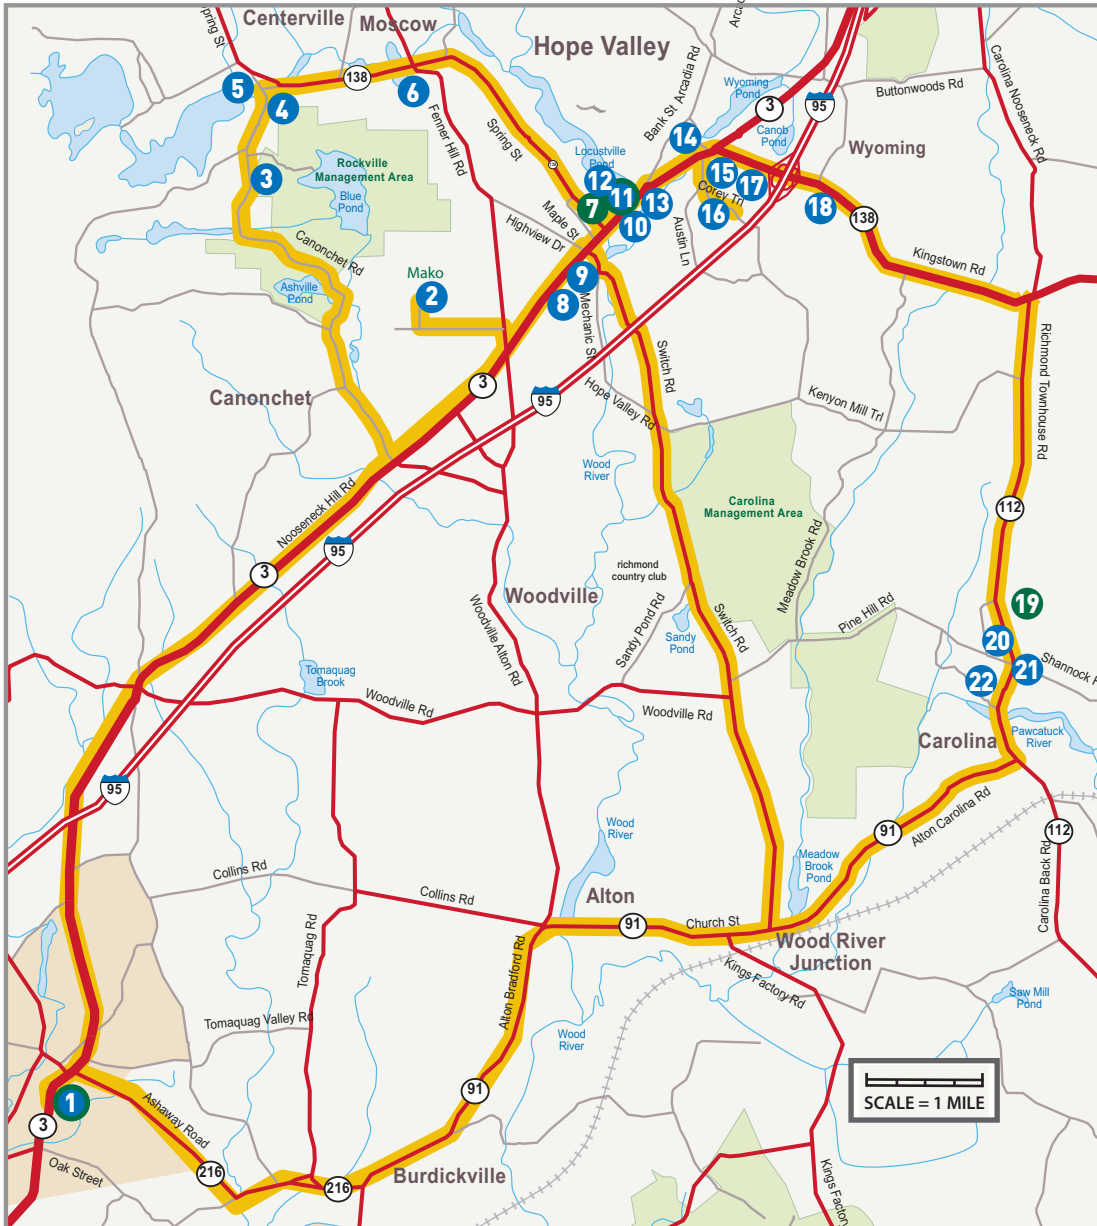 Spring St
Centerville
Moscow
Hope Valley
Arcadia Rd
Bank St
Wyoming
Pond
3
95
Buttonwoods Rd
Carolina Nooseneck Rd
138
5
4
6
Fenner Hill Rd
Spring St
14
Canob
Pond
Wyoming
Locustville
Pond
Rockville
Management Area
3
Blue
Pond
12
11
7
13
10
15
17
Corey Trl
16
18
138
Maple St
Highview Dr
Austin Ln
Canonchet Rd
Kingstown Rd
Ashville
Pond
Mako
2
9
8
Mechanic St
Switch Rd
Richmond Townhouse Rd
Canonchet
3
95
Hope Valley Rd
Kenyon Mill Trl
Wood
River
Nooseneck Hill Rd
Carolina
Management Area
112
95
3
Meadow Brook Rd
richmond
country club
Woodville
Woodville Alton Rd
Sandy Pond Rd
Sandy
Pond
Switch Rd
Pine Hill Rd
19
20
21
22
Shannock
Tomaquag
Brook
Woodville Rd
Woodville Rd
Carolina
Pawcatuck
River
95
Wood
River
91
Alton Carolina Rd
112
Carolina Back Rd
Meadow
Brook
Pond
Collins Rd
Collins Rd
Alton
91
Church St
Wood River
Junction
Tomaquag Rd
Alton Bradford Rd
Kings Factory Rd
Saw Mill
Pond
Tomaquag Valley Rd
Wood
River
91
SCALE = 1 MILE
1
3
Ashaway Road
Oak Street
216
216
Burdickville
Kings Factory